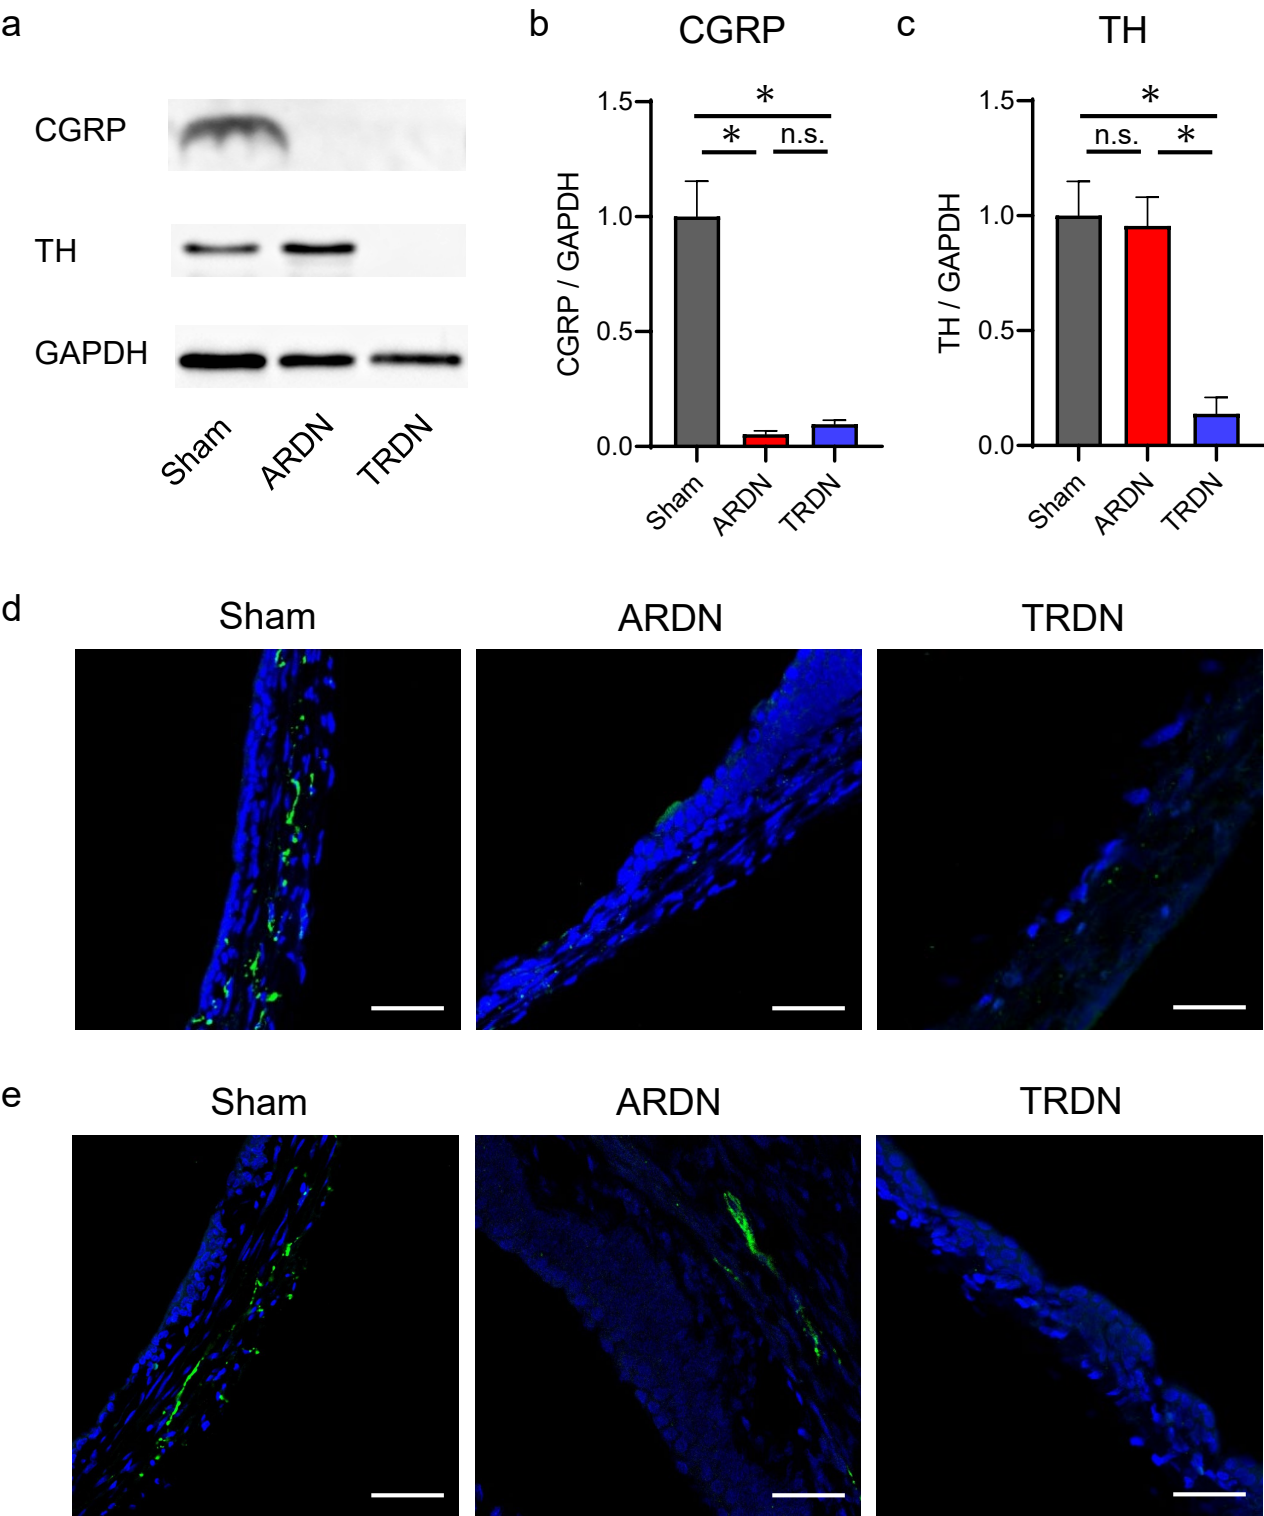 a
CGRP
TH
GAPDH
Sham
ARDN
TRDN
b
CGRP
CGRP / GAPDH
1.5
1.0
0.5
0.0
*
*
n.s.
Sham
ARDN
TRDN
c
TH
TH / GAPDH
1.5
1.0
0.5
0.0
*
n.s.
*
Sham
ARDN
TRDN
d
Sham
ARDN
TRDN
e
Sham
ARDN
TRDN